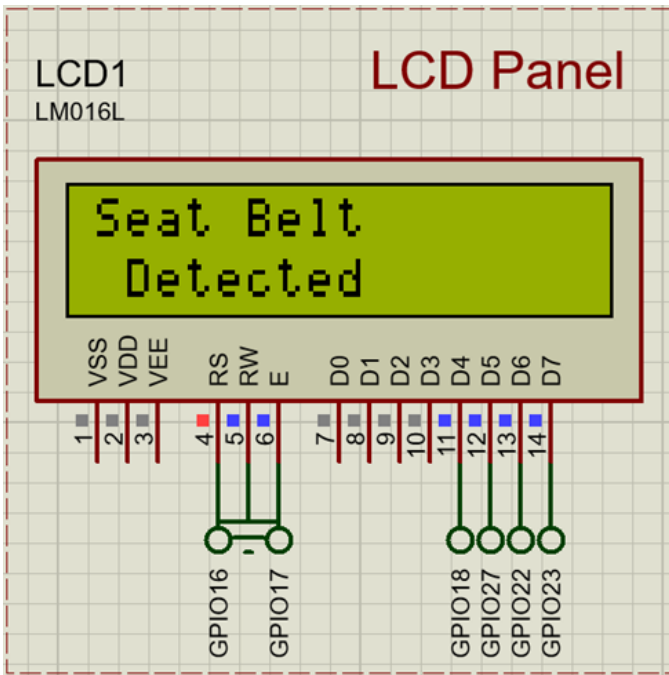 LCD1
LCD Panel
LM016L
Seat Belt
Detected
VSS VDD VEE RS RW E D0 D1 D2 D3 D4 D5 D6 D7
1 2 3 4 5 6 7 8 9 10 11 12 13 14
GPIO16 GPIO17 GPIO18 GPIO27 GPIO22 GPIO23